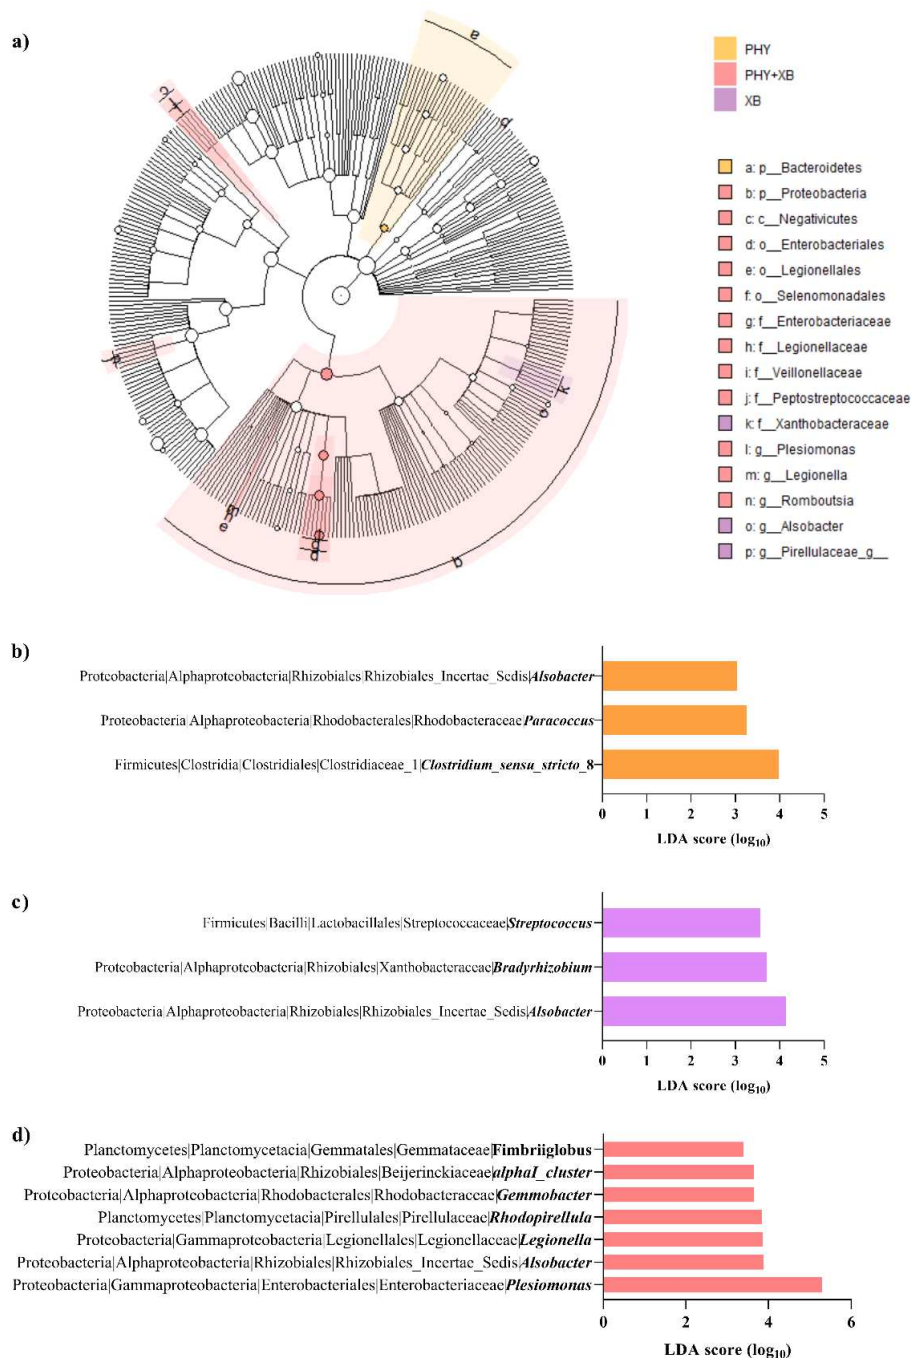 a)
PHY
PHY+XB
XB
a: p__Bacteroidetes
b: p__Proteobacteria
c: c__Negativicutes
d: o__Enterobacteriales
e: o__Legionellales
f: o__Selenomonadales
g: f__Enterobacteriaceae
h: f__Legionellaceae
i: f__Veillonellaceae
j: f__Peptostreptococcaceae
k: f__Xanthobacteraceae
l: g__Plesiomonas
m: g__Legionella
n: g__Romboutsia
o: g__Alsobacter
p: g__Pirellulaceae_g__
a
p
c
k
o
e
m
b
b)
Proteobacteria|Alphaproteobacteria|Rhizobiales|Rhizobiales_Incertae_Sedis|Alsobacter
Proteobacteria|Alphaproteobacteria|Rhodobacterales|Rhodobacteraceae|Paracoccus
Firmicutes|Clostridia|Clostridiales|Clostridiaceae_1|Clostridium_sensu_stricto_8
0 1 2 3 4 5
LDA score (log10)
c)
Firmicutes|Bacilli|Lactobacillales|Streptococcaceae|Streptococcus
Proteobacteria|Alphaproteobacteria|Rhizobiales|Xanthobacteraceae|Bradyrhizobium
Proteobacteria|Alphaproteobacteria|Rhizobiales|Rhizobiales_Incertae_Sedis|Alsobacter
0 1 2 3 4 5
LDA score (log10)
d)
Planctomycetes|Planctomycetacia|Gemmatales|Gemmataceae|Fimbriiglobus
Proteobacteria|Alphaproteobacteria|Rhizobiales|Beijerinckiaceae|alphaI_cluster
Proteobacteria|Alphaproteobacteria|Rhodobacterales|Rhodobacteraceae|Gemmobacter
Planctomycetes|Planctomycetacia|Pirellulales|Pirellulaceae|Rhodopirellula
Proteobacteria|Gammaproteobacteria|Legionellales|Legionellaceae|Legionella
Proteobacteria|Alphaproteobacteria|Rhizobiales|Rhizobiales_Incertae_Sedis|Alsobacter
Proteobacteria|Gammaproteobacteria|Enterobacteriales|Enterobacteriaceae|Plesiomonas
0 2 4 6
LDA score (log10)